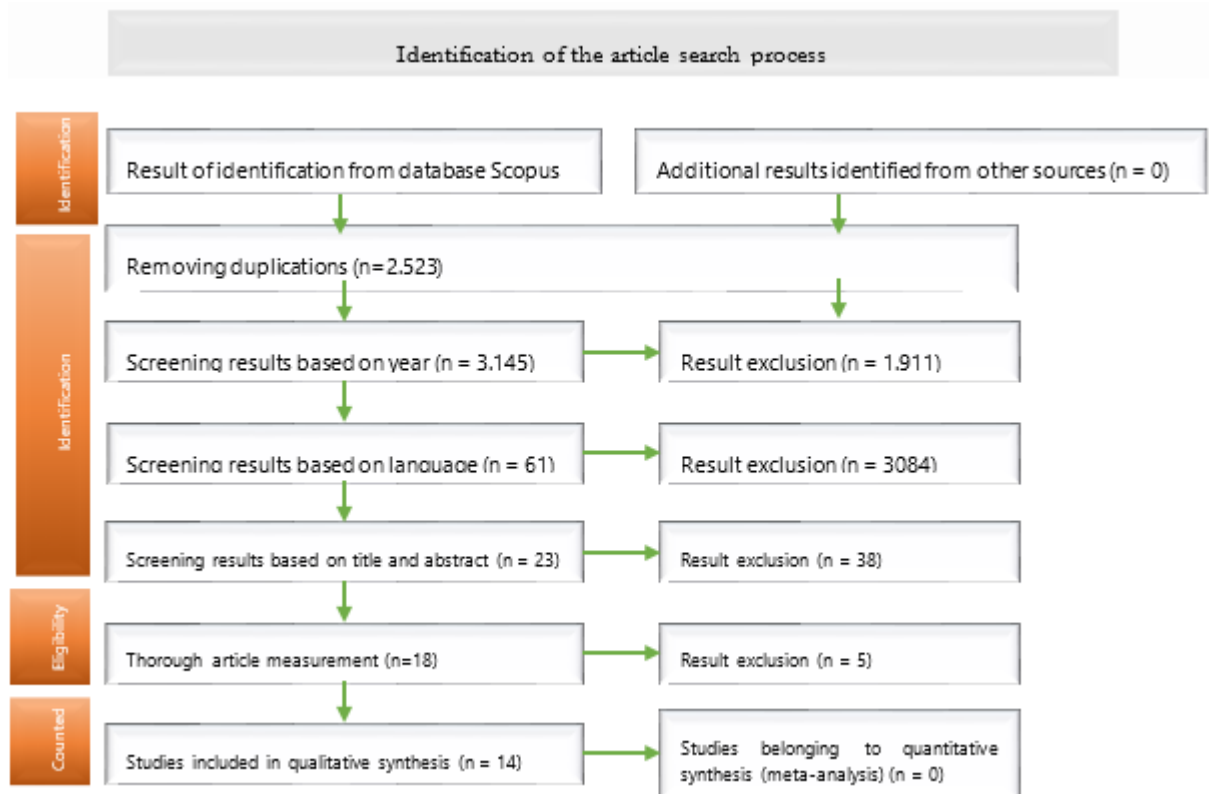 Identification of the article search process
Identification
Result of identification from database Scopus
Additional results identified from other sources (n = 0)
Identification
Removing duplications (n=2.523)
Screening results based on year (n = 3.145)
Result exclusion (n = 1.911)
Screening results based on language (n = 61)
Result exclusion (n = 3084)
Screening results based on title and abstract (n = 23)
Result exclusion (n = 38)
Eligibility
Thorough article measurement (n=18)
Result exclusion (n = 5)
Counted
Studies included in qualitative synthesis (n = 14)
Studies belonging to quantitative
synthesis (meta-analysis) (n = 0)